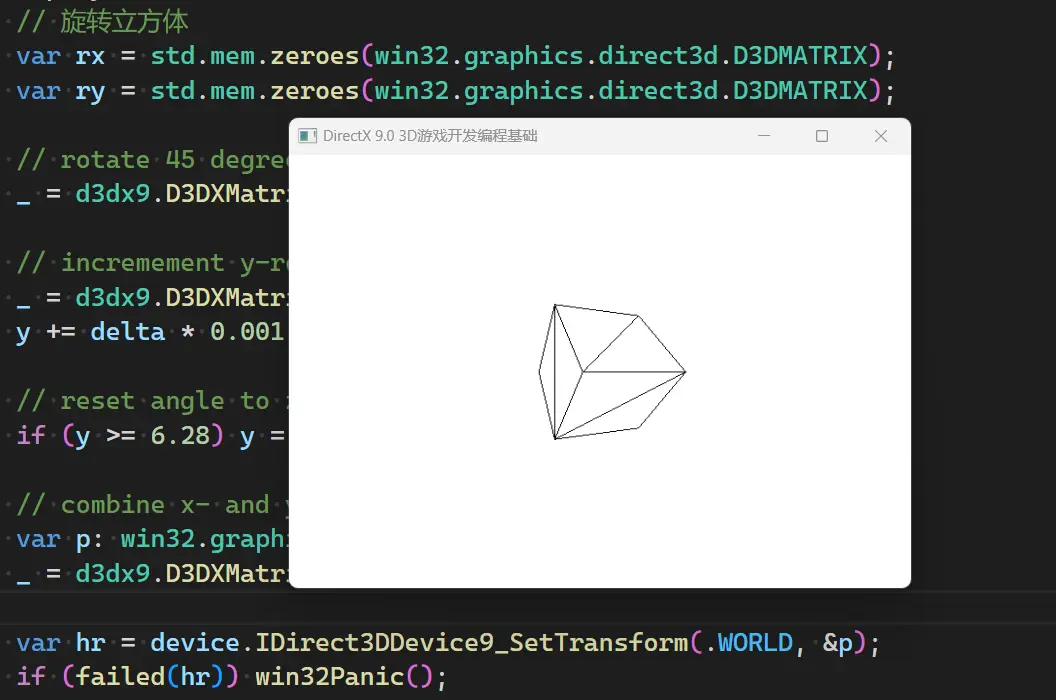 // 旋转立方体
var rx = std.mem.zeroes(win32.graphics.direct3d.D3DMATRIX);
var ry = std.mem.zeroes(win32.graphics.direct3d.D3DMATRIX);
DirectX 9.0 3D游戏开发编程基础
// rotate 45 degre
_ = d3dx9.D3DXMatr
// incremement y-r
_ = d3dx9.D3DXMatr
y += delta * 0.001
// reset angle to
if (y >= 6.28) y =
// combine x- and
var p: win32.graph
_ = d3dx9.D3DXMatr
var hr = device.IDirect3DDevice9_SetTransform(.WORLD, &p);
if (failed(hr)) win32Panic();